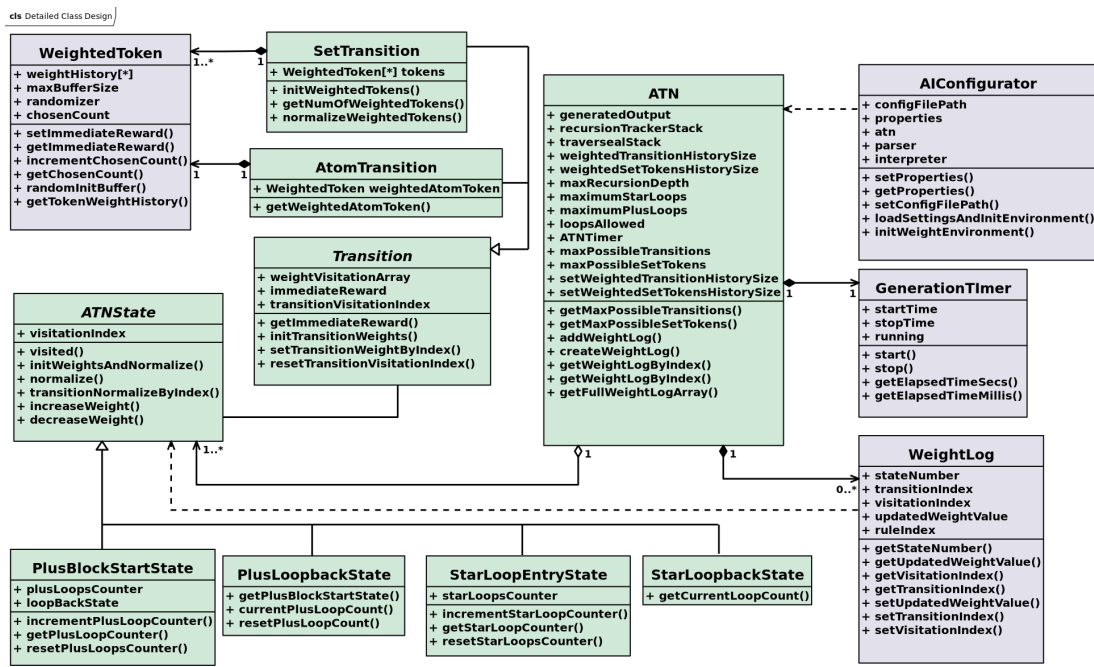 cls Detailed Class Design
WeightedToken
+ weightHistory[*]
+ maxBufferSize
+ randomizer
+ chosenCount
+ setImmediateReward()
+ getImmediateReward()
+ incrementChosenCount()
+ getChosenCount()
+ randomInitBuffer()
+ getTokenWeightHistory()
1..*
1
SetTransition
+ WeightedToken[*] tokens
+ initWeightedTokens()
+ getNumOfWeightedTokens()
+ normalizeWeightedTokens()
1
1
AtomTransition
+ WeightedToken weightedAtomToken
+ getWeightedAtomToken()
Transition
+ weightVisitationArray
+ immediateReward
+ transitionVisitationIndex
+ getImmediateReward()
+ initTransitionWeights()
+ setTransitionWeightByIndex()
+ resetTransitionVisitationIndex()
ATNState
+ visitationIndex
+ visited()
+ initWeightsAndNormalize()
+ normalize()
+ transitionNormalizeByIndex()
+ increaseWeight()
+ decreaseWeight()
1..*
ATN
+ generatedOutput
+ recursionTrackerStack
+ traversealStack
+ weightedTransitionHistorySize
+ weightedSetTokensHistorySize
+ maxRecursionDepth
+ maximumStarLoops
+ maximumPlusLoops
+ loopsAllowed
+ ATNTimer
+ maxPossibleTransitions
+ maxPossibleSetTokens
+ setWeightedTransitionHistorySize
+ setWeightedSetTokensHistorySize
+ getMaxPossibleTransitions()
+ getMaxPossibleSetTokens()
+ addWeightLog()
+ createWeightLog()
+ getWeightLogByIndex()
+ getWeightLogByIndex()
+ getFullWeightLogArray()
1
1
1
1
0..*
AIConfigurator
+ configFilePath
+ properties
+ atn
+ parser
+ interpreter
+ setProperties()
+ getProperties()
+ setConfigFilePath()
+ loadSettingsAndInitEnvironment()
+ initWeightEnvironment()
GenerationTImer
+ startTime
+ stopTime
+ running
+ start()
+ stop()
+ getElapsedTimeSecs()
+ getElapsedTimeMillis()
WeightLog
+ stateNumber
+ transitionIndex
+ visitationIndex
+ updatedWeightValue
+ ruleIndex
+ getStateNumber()
+ getUpdatedWeightValue()
+ getVisitationIndex()
+ getTransitionIndex()
+ setUpdatedWeightValue()
+ setTransitionIndex()
+ setVisitationIndex()
PlusBlockStartState
+ plusLoopsCounter
+ loopBackState
+ incrementPlusLoopCounter()
+ getPlusLoopCounter()
+ resetPlusLoopsCounter()
PlusLoopbackState
+ getPlusBlockStartState()
+ currentPlusLoopCount()
+ resetPlusLoopCount()
StarLoopEntryState
+ starLoopsCounter
+ incrementStarLoopCounter()
+ getStarLoopCounter()
+ resetStarLoopsCounter()
StarLoopbackState
+ getCurrentLoopCount()